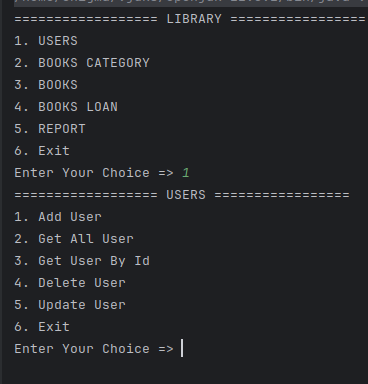 ================== LIBRARY =================
1. USERS
2. BOOKS CATEGORY
3. BOOKS
4. BOOKS LOAN
5. REPORT
6. Exit
Enter Your Choice => 1
================== USERS =================
1. Add User
2. Get All User
3. Get User By Id
4. Delete User
5. Update User
6. Exit
Enter Your Choice =>